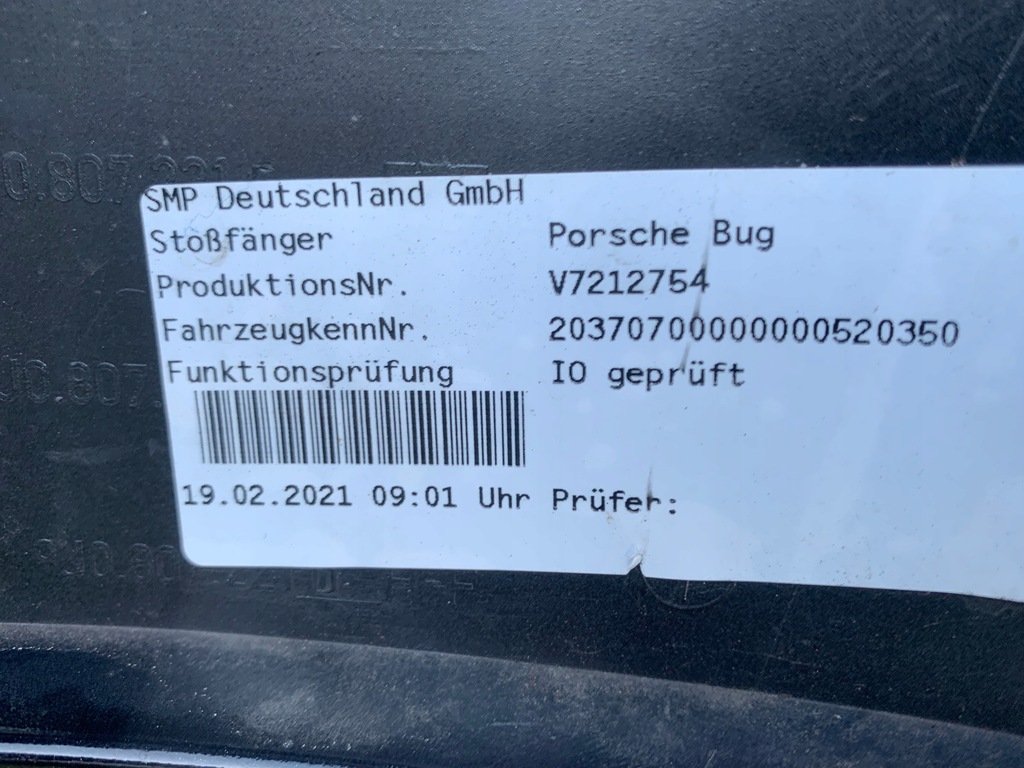 SMP Deutschland GmbH
Stoßfänger Porsche Bug
ProduktionsNr. V7212754
FahrzeugkennNr. 20370700000000520350
Funktionsprüfung IO geprüft
19.02.2021 09:01 Uhr Prüfer: